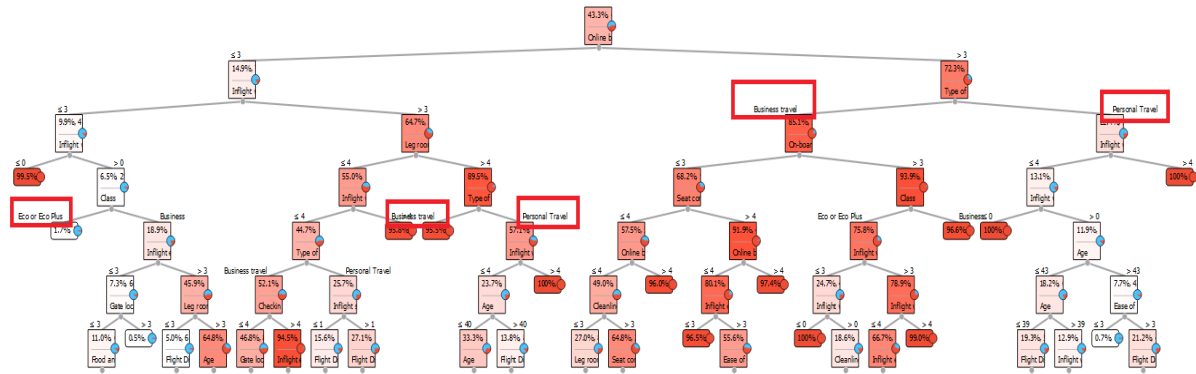 43.3%
Online b
≤ 3
> 3
14.9%
Inflight
72.3%
Type of
≤ 3
> 3
Business travel
Personal Travel
9.9%, 4
Inflight
64.7%
Leg roo
85.1%
On-boar
Inflight
≤ 0
> 0
≤ 4
> 4
≤ 3
> 3
≤ 4
> 4
99.5%
6.5% 2
Class
55.0%
Inflight
89.5%
Type of
68.2%
Seat cor
93.9%
Class
13.1%
Inflight
100%
Eco or Eco Plus
Business
≤ 4
Business travel
Personal Travel
≤ 4
> 4
Eco or Eco Plus
Business
≤ 0
> 0
1.7%
18.9%
Inflight
44.7%
Type of
57.1%
Inflight
57.5%
Online b
91.9%
Online b
75.8%
Inflight
96.6%
100%
11.9%
Age
≤ 3
> 3
Business travel
Personal Travel
≤ 4
> 4
≤ 4
> 4
≤ 4
> 4
≤ 3
> 3
≤ 43
> 43
7.3% 6
Gate loc
45.9%
Leg roor
52.1%
Checkin
25.7%
Inflight
23.7%
Age
100%
49.0%
Cleanlin
96.0%
80.1%
Inflight
97.4%
24.7%
Inflight
78.9%
Inflight
18.2%
Age
7.7% 4
Ease of
≤ 3
> 3
≤ 3
> 3
≤ 4
> 4
≤ 1
> 1
≤ 40
> 40
≤ 3
> 3
≤ 3
> 3
≤ 0
> 0
≤ 4
> 4
≤ 39
> 39
≤ 3
> 3
11.0%
Food an
0.5%
5.0% 6
Flight D
64.8%
Age
46.8%
Gate loc
94.5%
Inflight
15.6%
Flight D
27.1%
Flight D
33.3%
Age
13.8%
Flight D
27.0%
Leg roor
64.8%
Seat cor
96.5%
55.6%
Ease of
100%
18.6%
Cleanlin
66.7%
Inflight
99.0%
19.3%
Flight D
12.9%
Inflight
0.7%
21.2%
Flight D